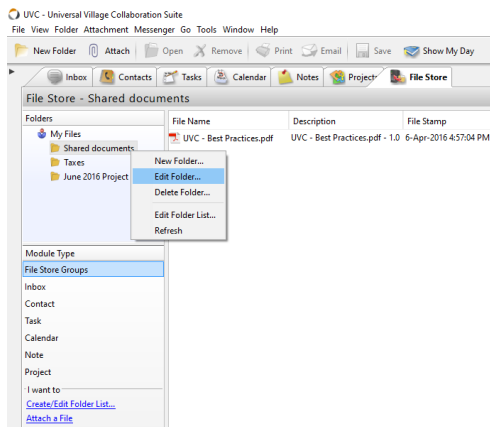 UVC - Universal Village Collaboration Suite
File View Folder Attachment Messenger Go Tools Window Help
New Folder Attach Open Remove Print Email Save Show My Day
Inbox Contacts Tasks Calendar Notes Projects File Store
File Store - Shared documents
Folders File Name Description File Stamp
My Files
UVC - Best Practices.pdf UVC - Best Practices.pdf - 1.0 6-Apr-2016 4:57:04 PM
Shared documents
Taxes
June 2016 Project
New Folder...
Edit Folder...
Delete Folder...
Edit Folder List...
Refresh
Module Type
File Store Groups
Inbox
Contact
Task
Calendar
Note
Project
I want to
Create/Edit Folder List...
Attach a File